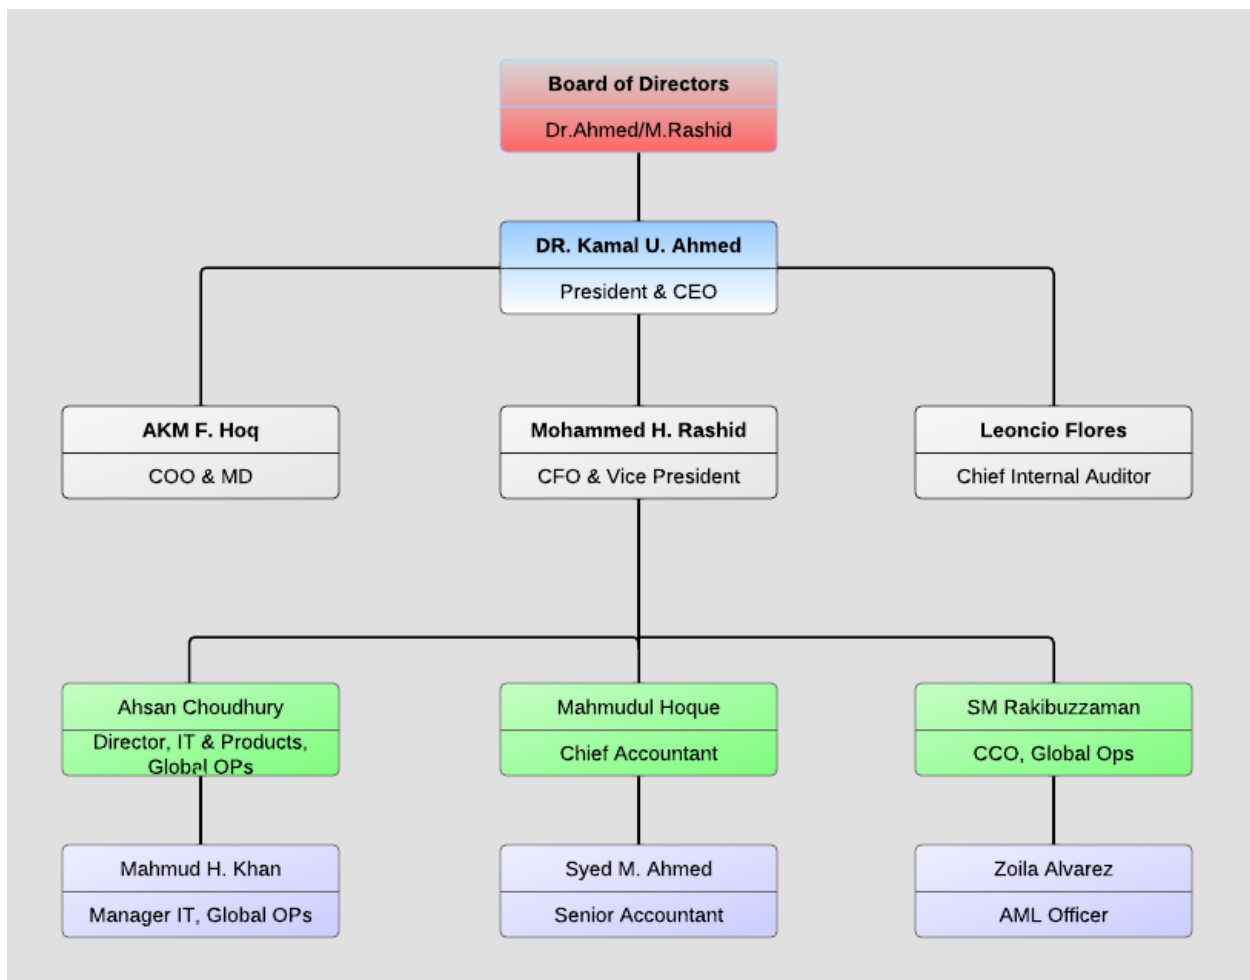 Board of Directors
Dr.Ahmed/M.Rashid
DR. Kamal U. Ahmed
President & CEO
AKM F. Hoq
COO & MD
Mohammed H. Rashid
CFO & Vice President
Leoncio Flores
Chief Internal Auditor
Ahsan Choudhury
Director, IT & Products,
Global OPs
Mahmudul Hoque
Chief Accountant
SM Rakibuzzaman
CCO, Global Ops
Mahmud H. Khan
Manager IT, Global OPs
Syed M. Ahmed
Senior Accountant
Zoila Alvarez
AML Officer